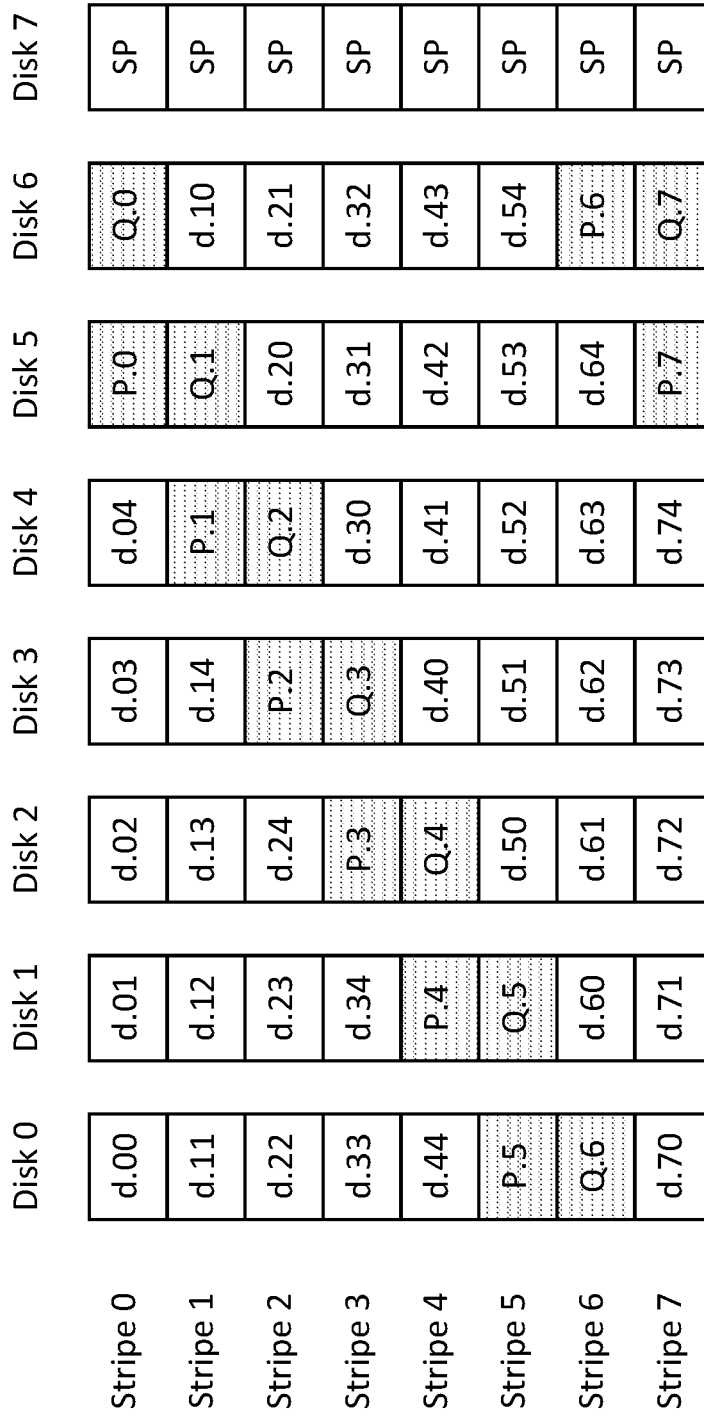 Disk 0 Disk 1 Disk 2 Disk 3 Disk 4 Disk 5 Disk 6 Disk 7
Stripe 0 d.00 d.01 d.02 d.03 d.04 P.0 Q.0 SP
Stripe 1 d.11 d.12 d.13 d.14 P.1 Q.1 d.10 SP
Stripe 2 d.22 d.23 d.24 P.2 Q.2 d.20 d.21 SP
Stripe 3 d.33 d.34 P.3 Q.3 d.30 d.31 d.32 SP
Stripe 4 d.44 P.4 Q.4 d.40 d.41 d.42 d.43 SP
Stripe 5 P.5 Q.5 d.50 d.51 d.52 d.53 d.54 SP
Stripe 6 Q.6 d.60 d.61 d.62 d.63 d.64 P.6 SP
Stripe 7 d.70 d.71 d.72 d.73 d.74 P.7 Q.7 SP